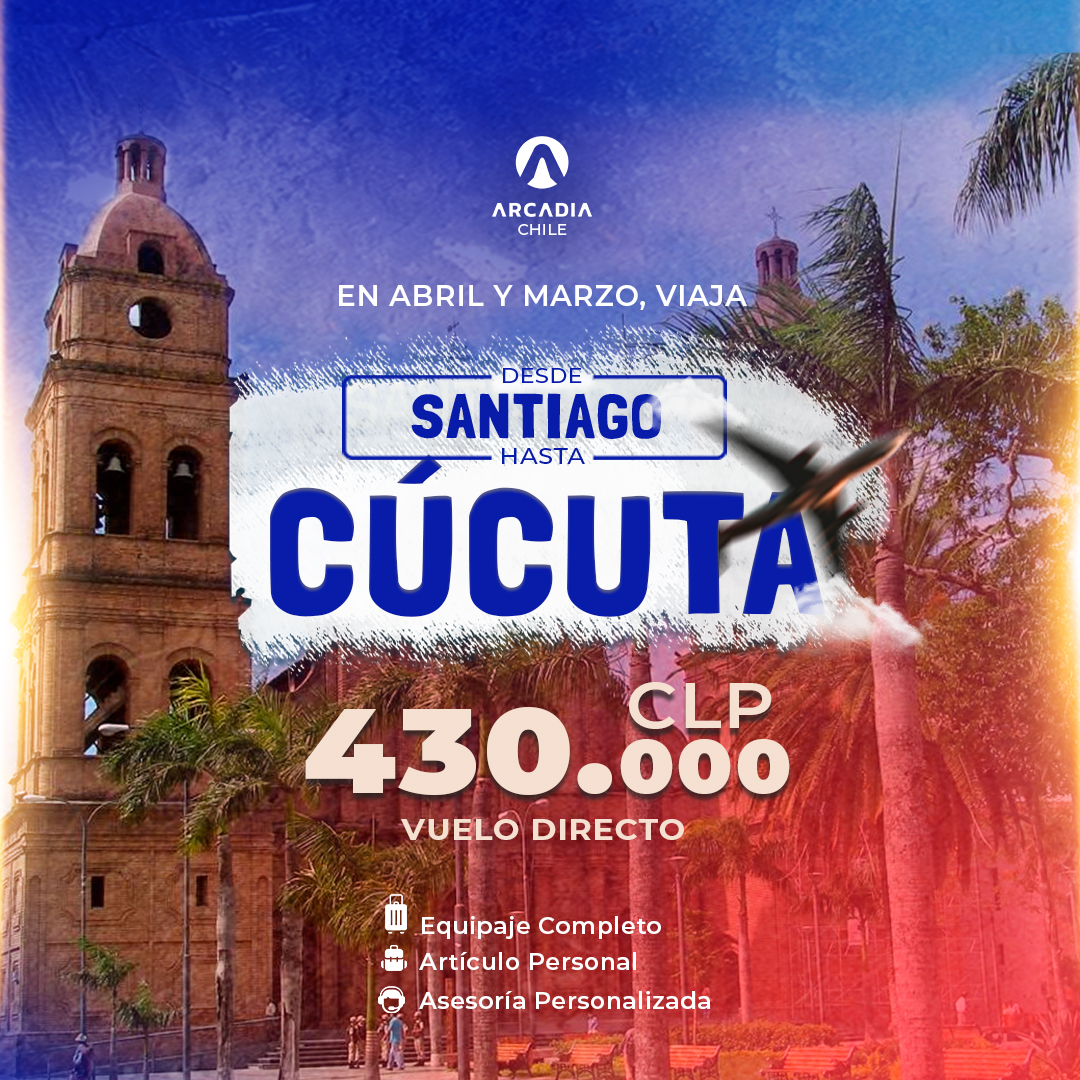 ARCADIA
CHILE
EN ABRIL Y MARZO, VIAJA
DESDE
SANTIAGO
HASTA
CÚCUTA
CLP
430.000
VUELO DIRECTO
Equipaje Completo
Artículo Personal
Asesoría Personalizada